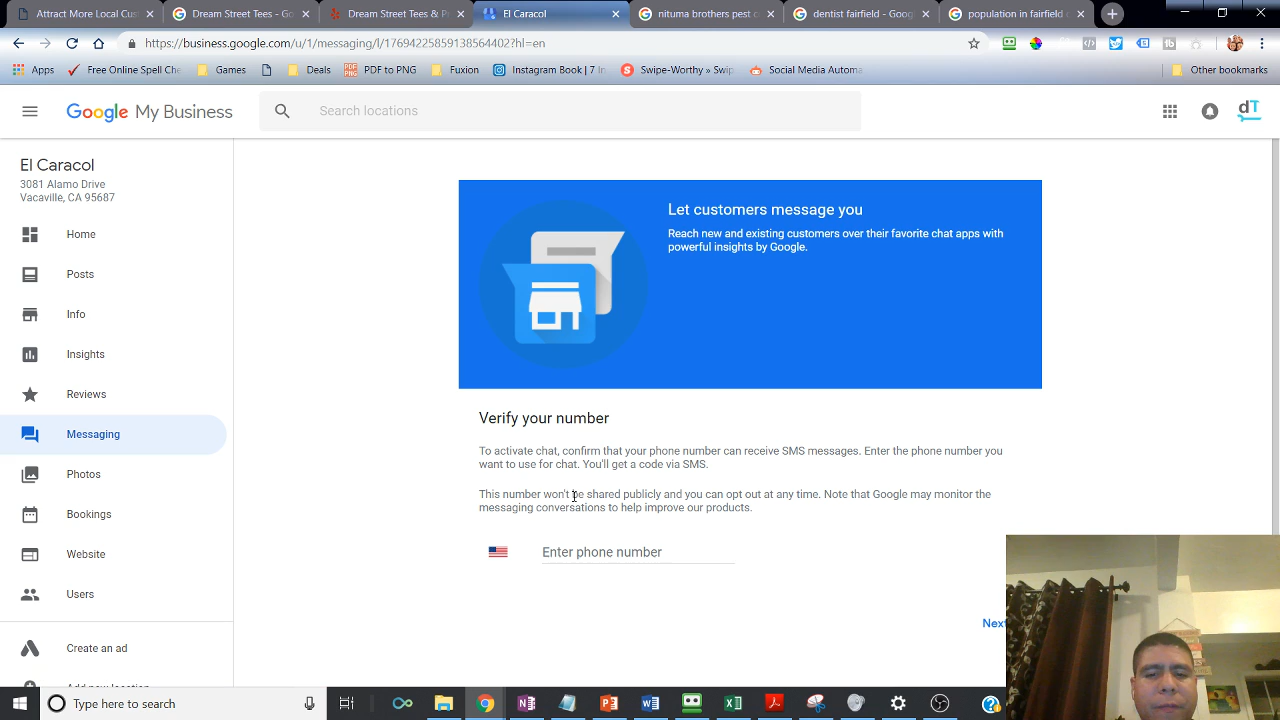 Attract More Local Cust
Dream Street Tees - Go
Dream Street Tees & P
El Caracol
nituma brothers pest c
dentist fairfield - Goog
population in fairfield c
https://business.google.com/u/1/messaging/l/17694225859138564402?hl=en
Apps
Free Online Spell Che
Games
Deals
PDF to PNG
Fuxion
Instagram Book | 7 In
Swipe-Worthy » Swip
Social Media Automa
Other bookmarks
Google My Business
Search locations
dT
El Caracol
3081 Alamo Drive
Vacaville, CA 95687
Home
Posts
Info
Insights
Reviews
Messaging
Photos
Bookings
Website
Users
Create an ad
Let customers message you
Reach new and existing customers over their favorite chat apps with
powerful insights by Google.
Verify your number
To activate chat, confirm that your phone number can receive SMS messages. Enter the phone number you
want to use for chat. You'll get a code via SMS.
This number won't be shared publicly and you can opt out at any time. Note that Google may monitor the
messaging conversations to help improve our products.
Enter phone number
Next
Type here to search